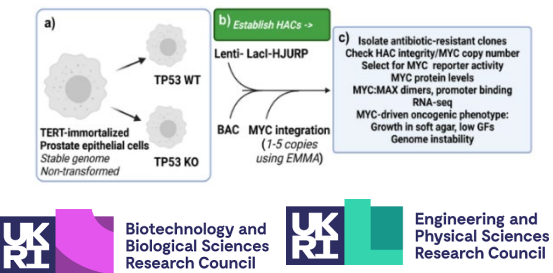 a)
TP53 WT
TP53 KO
TERT-immortalized
Prostate epithelial cells
Stable genome
Non-transformed
b)
Establish HACs ->
Lenti- LacI-HJURP
BAC
MYC integration
(1-5 copies
using EMMA)
c)
Isolate antibiotic-resistant clones
Check HAC integrity/MYC copy number
Select for MYC reporter activity
MYC protein levels
MYC:MAX dimers, promoter binding
RNA-seq
MYC-driven oncogenic phenotype:
Growth in soft agar, low GFs
Genome instability
UK
RI
Biotechnology and
Biological Sciences
Research Council
UK
RI
Engineering and
Physical Sciences
Research Council